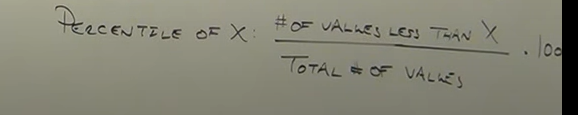 PERCENTILE OF X: # OF VALUES LESS THAN X / TOTAL # OF VALUES · 100